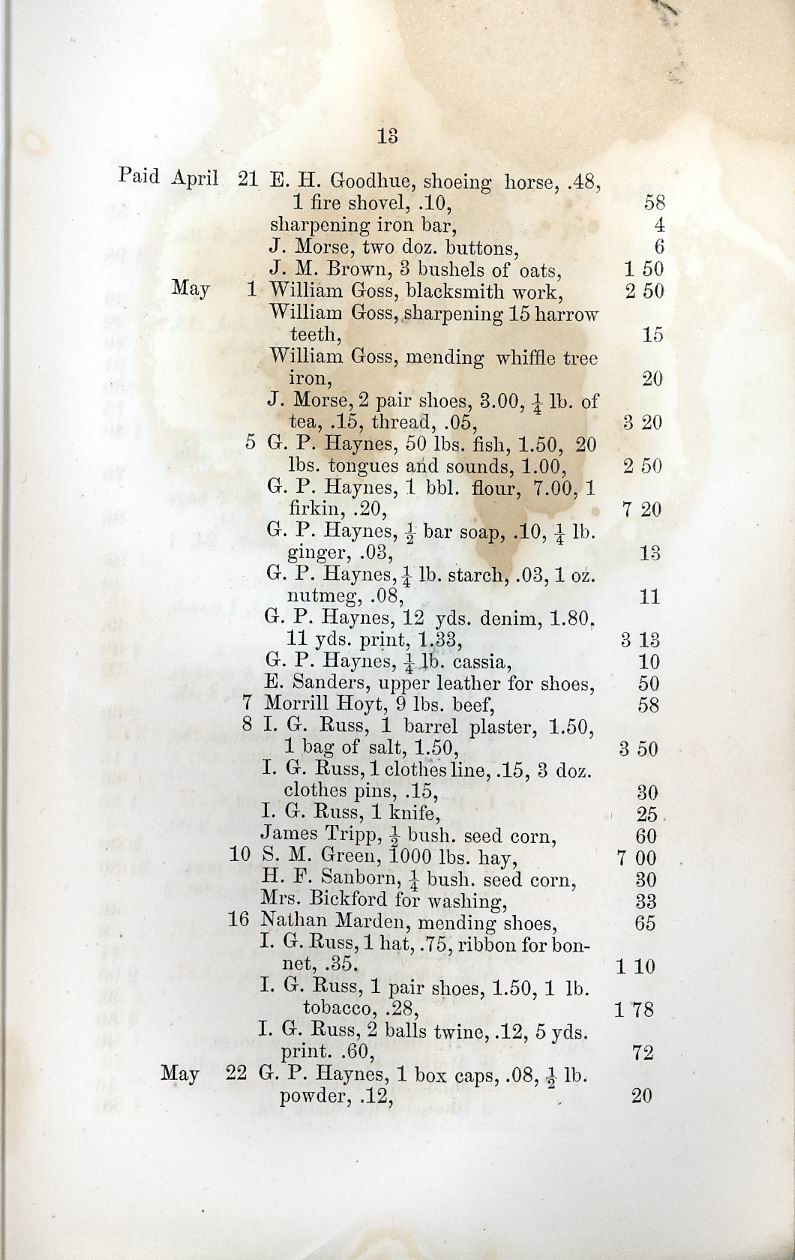 13
Paid April 21 E. H. Goodhue, shoeing horse, .48,
1 fire shovel, .10, 58
sharpening iron bar, 4
J. Morse, two doz. buttons, 6
J. M. Brown, 3 bushels of oats, 1 50
May 1 William Goss, blacksmith work, 2 50
William Goss, sharpening 15 harrow
teeth, 15
William Goss, mending whiffle tree
iron, 20
J. Morse, 2 pair shoes, 3.00, ¼ lb. of
tea, .15, thread, .05, 3 20
5 G. P. Haynes, 50 lbs. fish, 1.50, 20
lbs. tongues and sounds, 1.00, 2 50
G. P. Haynes, 1 bbl. flour, 7.00, 1
firkin, .20, 7 20
G. P. Haynes, ½ bar soap, .10, ¼ lb.
ginger, .03, 13
G. P. Haynes, ¼ lb. starch, .03, 1 oz.
nutmeg, .08, 11
G. P. Haynes, 12 yds. denim, 1.80,
11 yds. print, 1.33, 3 13
G. P. Haynes, ¼ lb. cassia, 10
E. Sanders, upper leather for shoes, 50
7 Morrill Hoyt, 9 lbs. beef, 58
8 I. G. Russ, 1 barrel plaster, 1.50,
1 bag of salt, 1.50, 3 50
I. G. Russ, 1 clothes line, .15, 3 doz.
clothes pins, .15, 30
I. G. Russ, 1 knife, 25
James Tripp, ½ bush. seed corn, 60
10 S. M. Green, 1000 lbs. hay, 7 00
H. F. Sanborn, ¼ bush. seed corn, 30
Mrs. Bickford for washing, 33
16 Nathan Marden, mending shoes, 65
I. G. Russ, 1 hat, .75, ribbon for bon-
net, .35. 1 10
I. G. Russ, 1 pair shoes, 1.50, 1 lb.
tobacco, .28, 1 78
I. G. Russ, 2 balls twine, .12, 5 yds.
print. .60, 72
May 22 G. P. Haynes, 1 box caps, .08, ½ lb.
powder, .12, 20